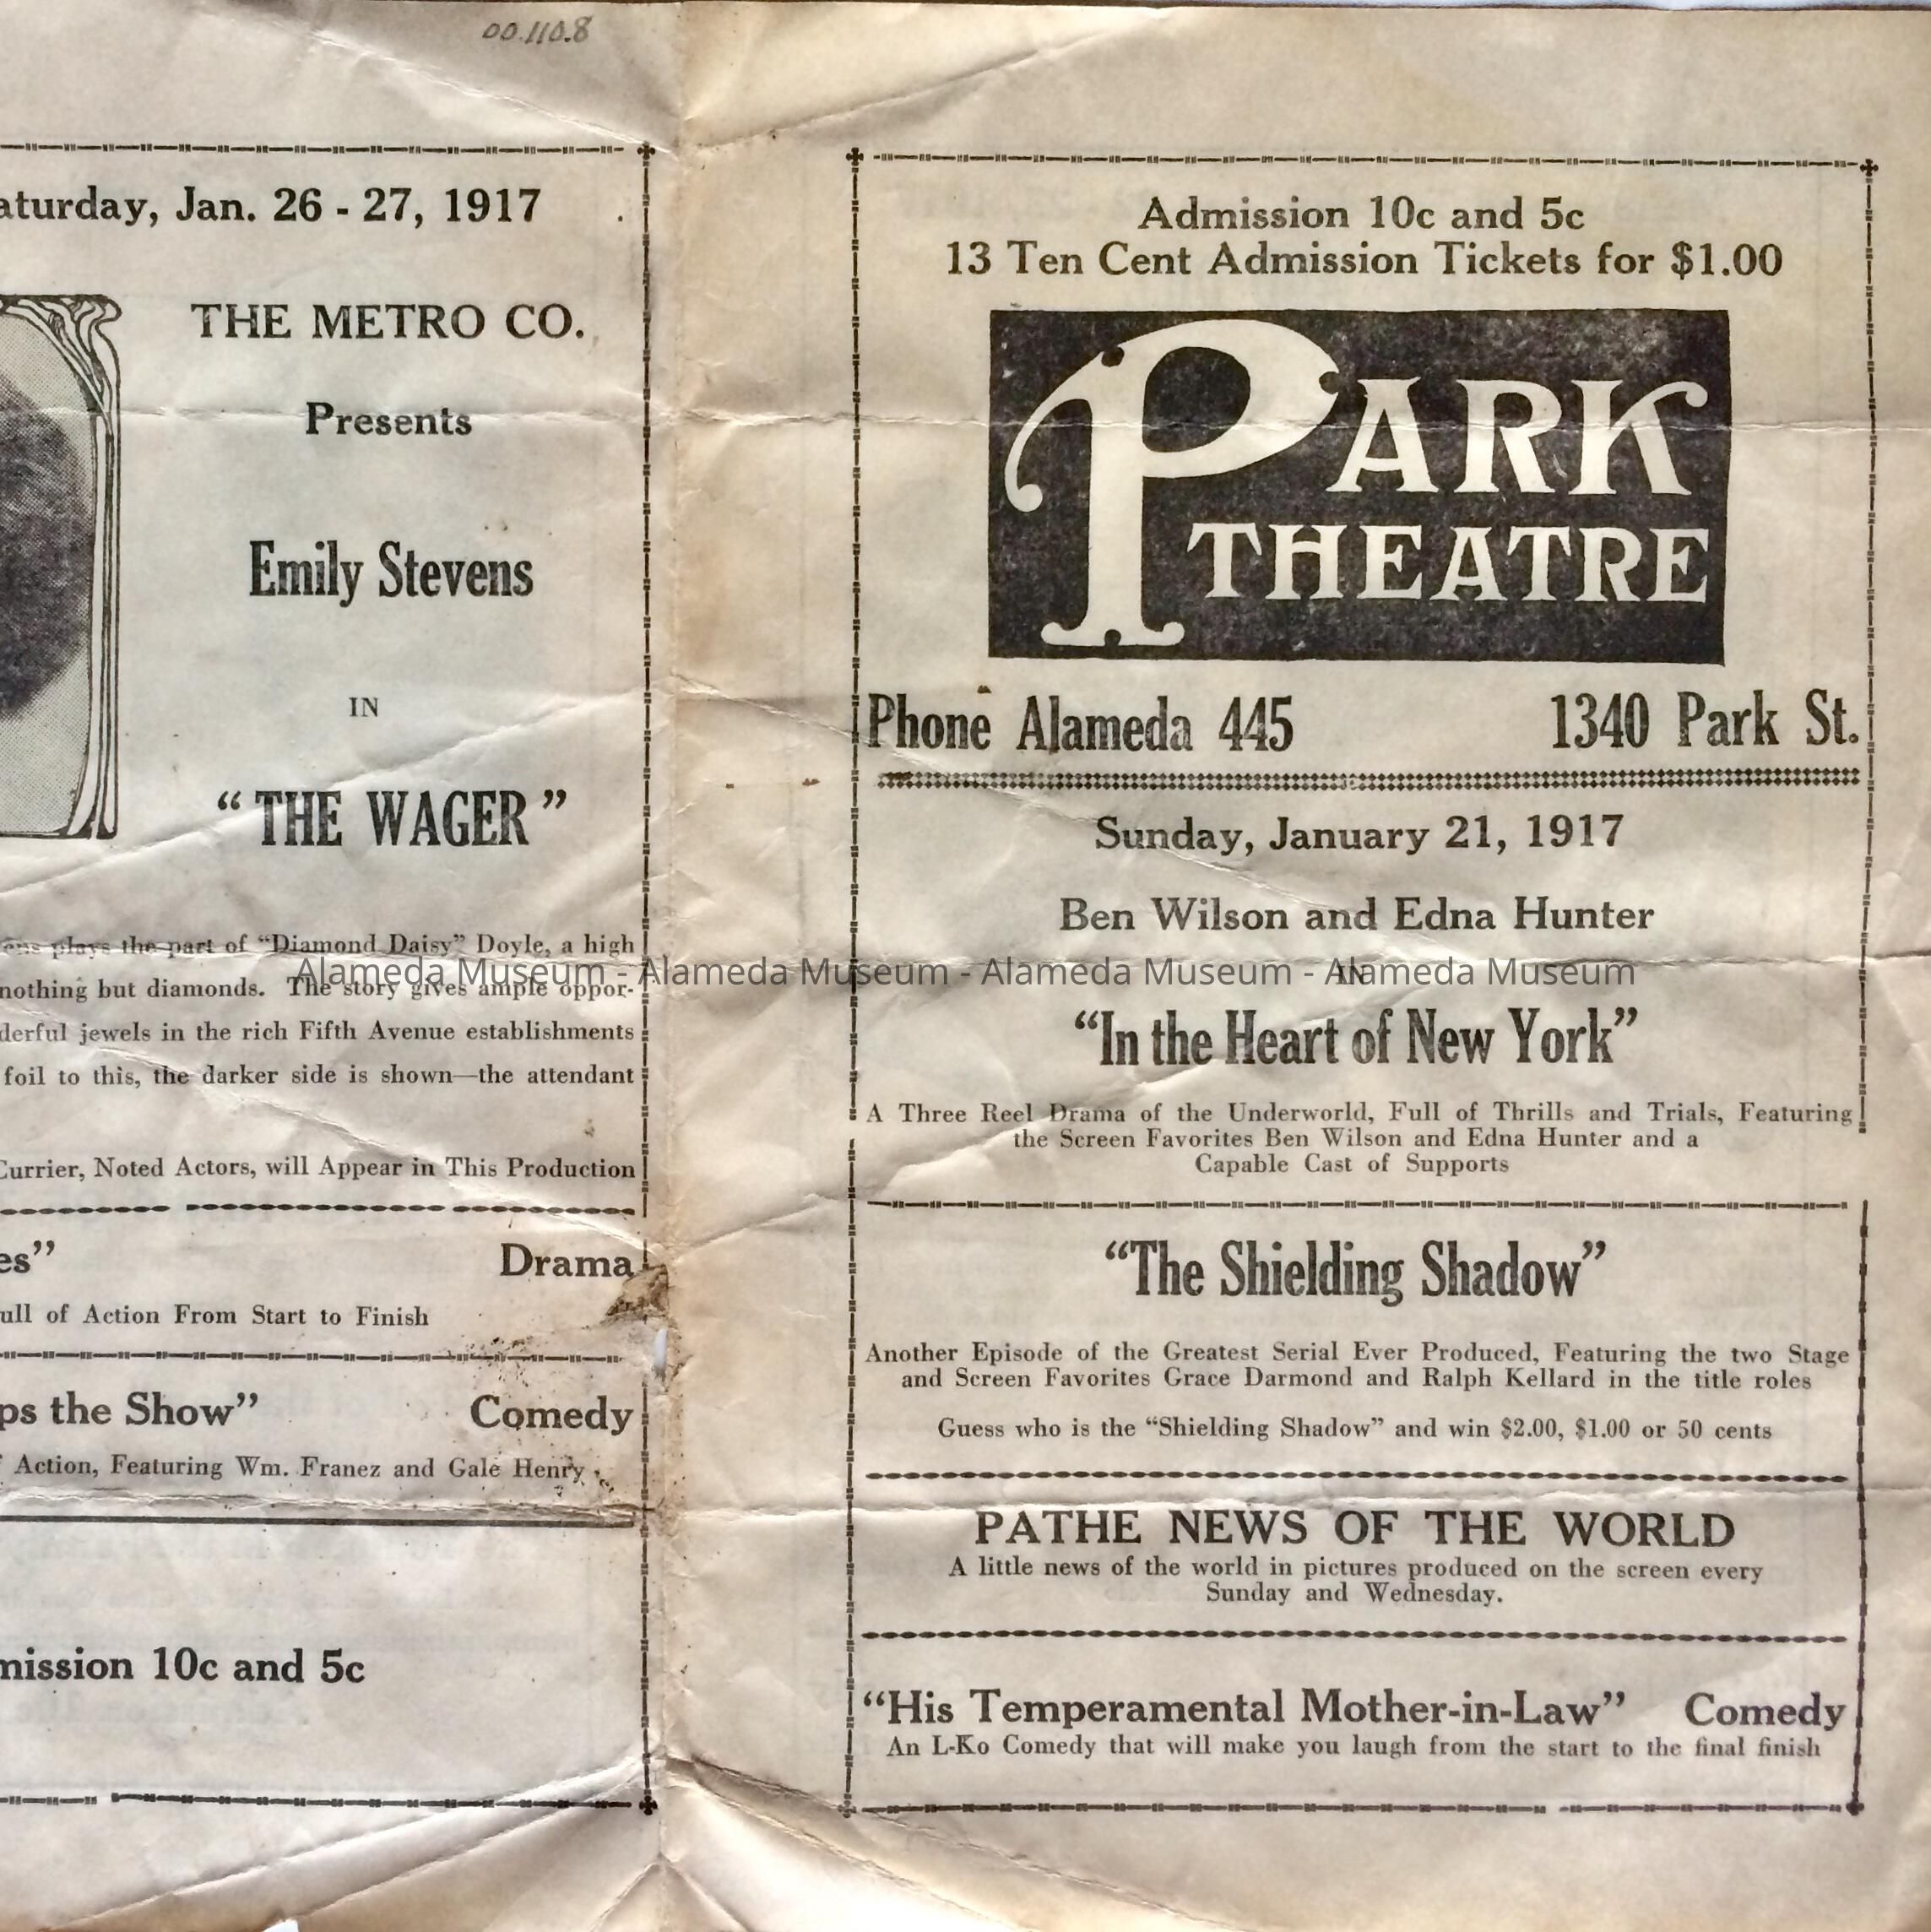 00.110.8
aturday, Jan. 26 - 27, 1917
THE METRO CO.
Presents
Emily Stevens
IN
“THE WAGER”
plays the part of “Diamond Daisy” Doyle, a high
nothing but diamonds. The story gives ample oppor-
derful jewels in the rich Fifth Avenue establishments
foil to this, the darker side is shown—the attendant
Currier, Noted Actors, will Appear in This Production
es” Drama
ull of Action From Start to Finish
ps the Show” Comedy
Action, Featuring Wm. Franez and Gale Henry
mission 10c and 5c
Admission 10c and 5c
13 Ten Cent Admission Tickets for $1.00
PARK
THEATRE
Phone Alameda 445 1340 Park St.
Sunday, January 21, 1917
Ben Wilson and Edna Hunter
IN
“In the Heart of New York”
A Three Reel Drama of the Underworld, Full of Thrills and Trials, Featuring
the Screen Favorites Ben Wilson and Edna Hunter and a
Capable Cast of Supports
“The Shielding Shadow”
Another Episode of the Greatest Serial Ever Produced, Featuring the two Stage
and Screen Favorites Grace Darmond and Ralph Kellard in the title roles
Guess who is the “Shielding Shadow” and win $2.00, $1.00 or 50 cents
PATHE NEWS OF THE WORLD
A little news of the world in pictures produced on the screen every
Sunday and Wednesday.
“His Temperamental Mother-in-Law” Comedy
An L-Ko Comedy that will make you laugh from the start to the final finish
Alameda Museum - Alameda Museum - Alameda Museum - Alameda Museum